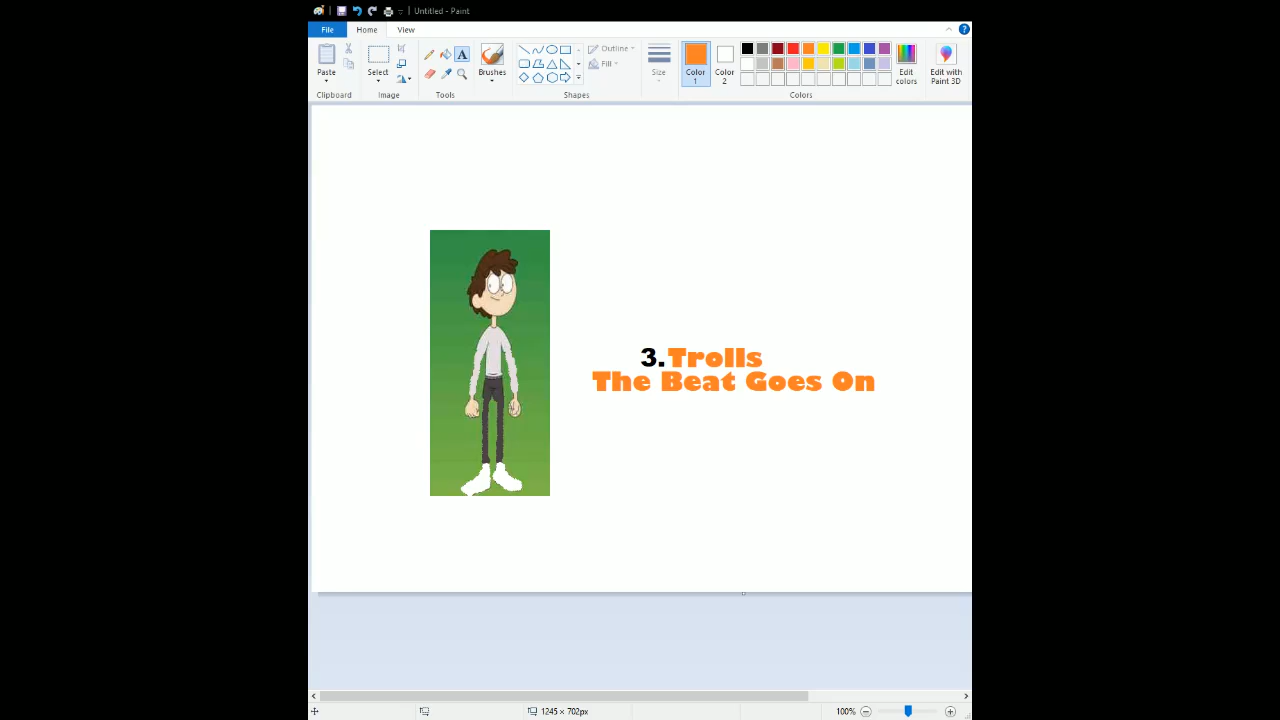 Untitled - Paint
File Home View
Paste
Select
A
Brushes
Outline
Fill
Size
Color 1
Color 2
Edit colors
Edit with Paint 3D
Clipboard
Image
Tools
Shapes
Colors
3.Trolls
The Beat Goes On
1245 × 702px
100%